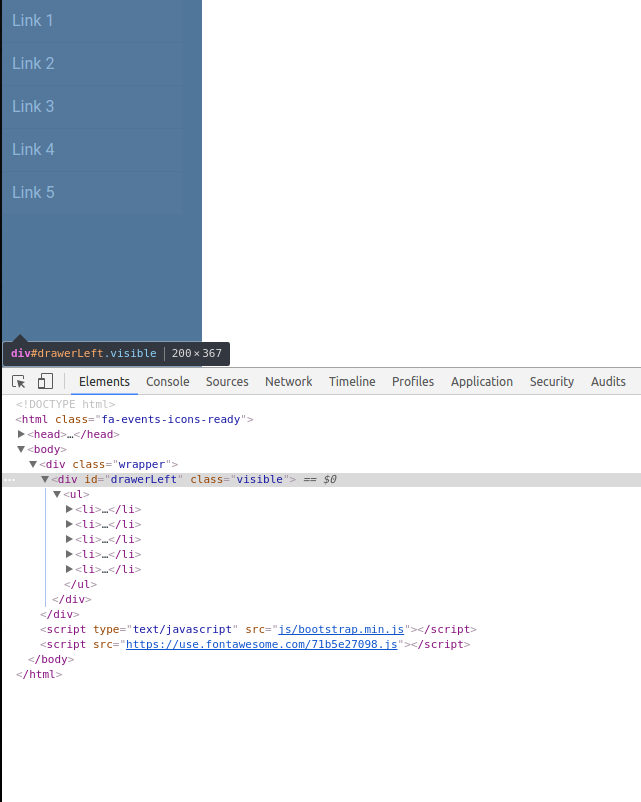 Link 1
Link 2
Link 3
Link 4
Link 5
div#drawerLeft.visible | 200×367
Elements Console Sources Network Timeline Profiles Application Security Audits
<!DOCTYPE html>
<html class="fa-events-icons-ready">
▶<head>…</head>
▼<body>
▼<div class="wrapper">
…▼<div id="drawerLeft" class="visible"> == $0
▼<ul>
▶<li>…</li>
▶<li>…</li>
▶<li>…</li>
▶<li>…</li>
▶<li>…</li>
</ul>
</div>
</div>
<script type="text/javascript" src="js/bootstrap.min.js"></script>
<script src="https://use.fontawesome.com/71b5e27098.js"></script>
</body>
</html>